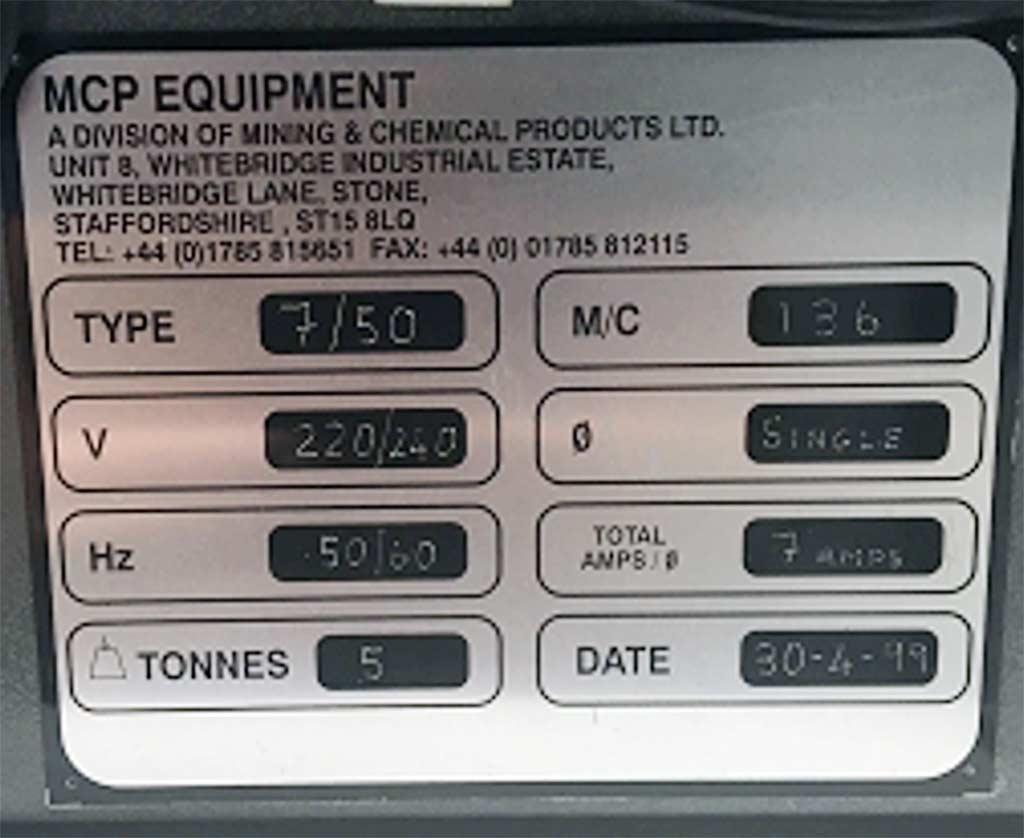 MCP EQUIPMENT
A DIVISION OF MINING & CHEMICAL PRODUCTS LTD.
UNIT 8, WHITEBRIDGE INDUSTRIAL ESTATE,
WHITEBRIDGE LANE, STONE,
STAFFORDSHIRE , ST15 8LQ
TEL: +44 (0)1785 815651 FAX: +44 (0) 01785 812115
TYPE 7/50 M/C 136
V 220/240 Ø SINGLE
Hz 50/60 TOTAL AMPS / Ø 7 AMPS
TONNES .5 DATE 30-4-99